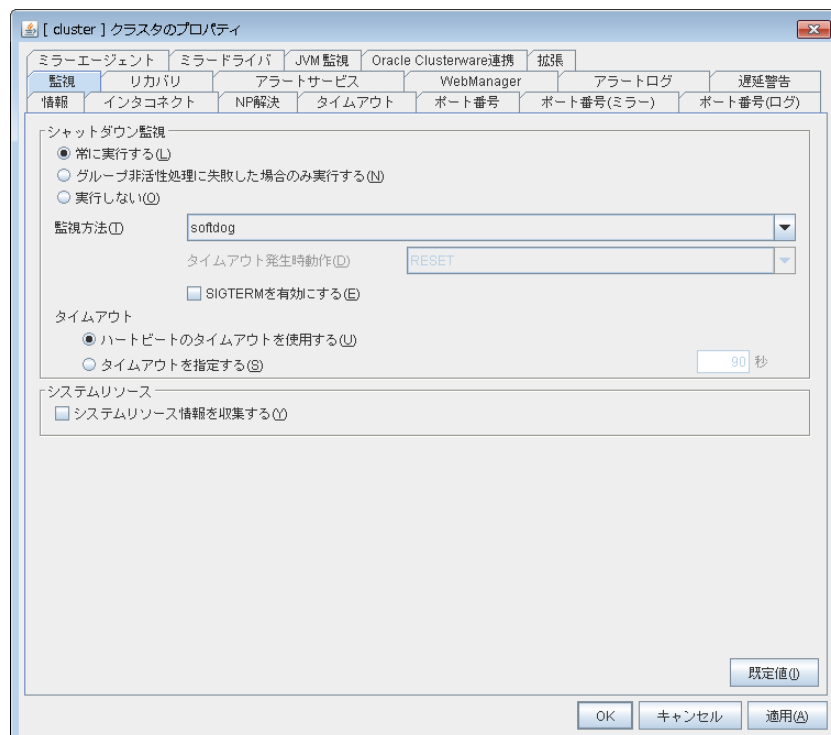 [ cluster ] クラスタのプロパティ
ミラーエージェント ミラードライバ JVM 監視 Oracle Clusterware連携 拡張
監視 リカバリ アラートサービス WebManager アラートログ 遅延警告
情報 インタコネクト NP解決 タイムアウト ポート番号 ポート番号(ミラー) ポート番号(ログ)
シャットダウン監視
常に実行する(L)
グループ非活性処理に失敗した場合のみ実行する(N)
実行しない(O)
監視方法(T) softdog
タイムアウト発生時動作(D) RESET
SIGTERMを有効にする(E)
タイムアウト
ハートビートのタイムアウトを使用する(U)
タイムアウトを指定する(S) 90 秒
システムリソース
システムリソース情報を収集する(Y)
既定値(I)
OK キャンセル 適用(A)